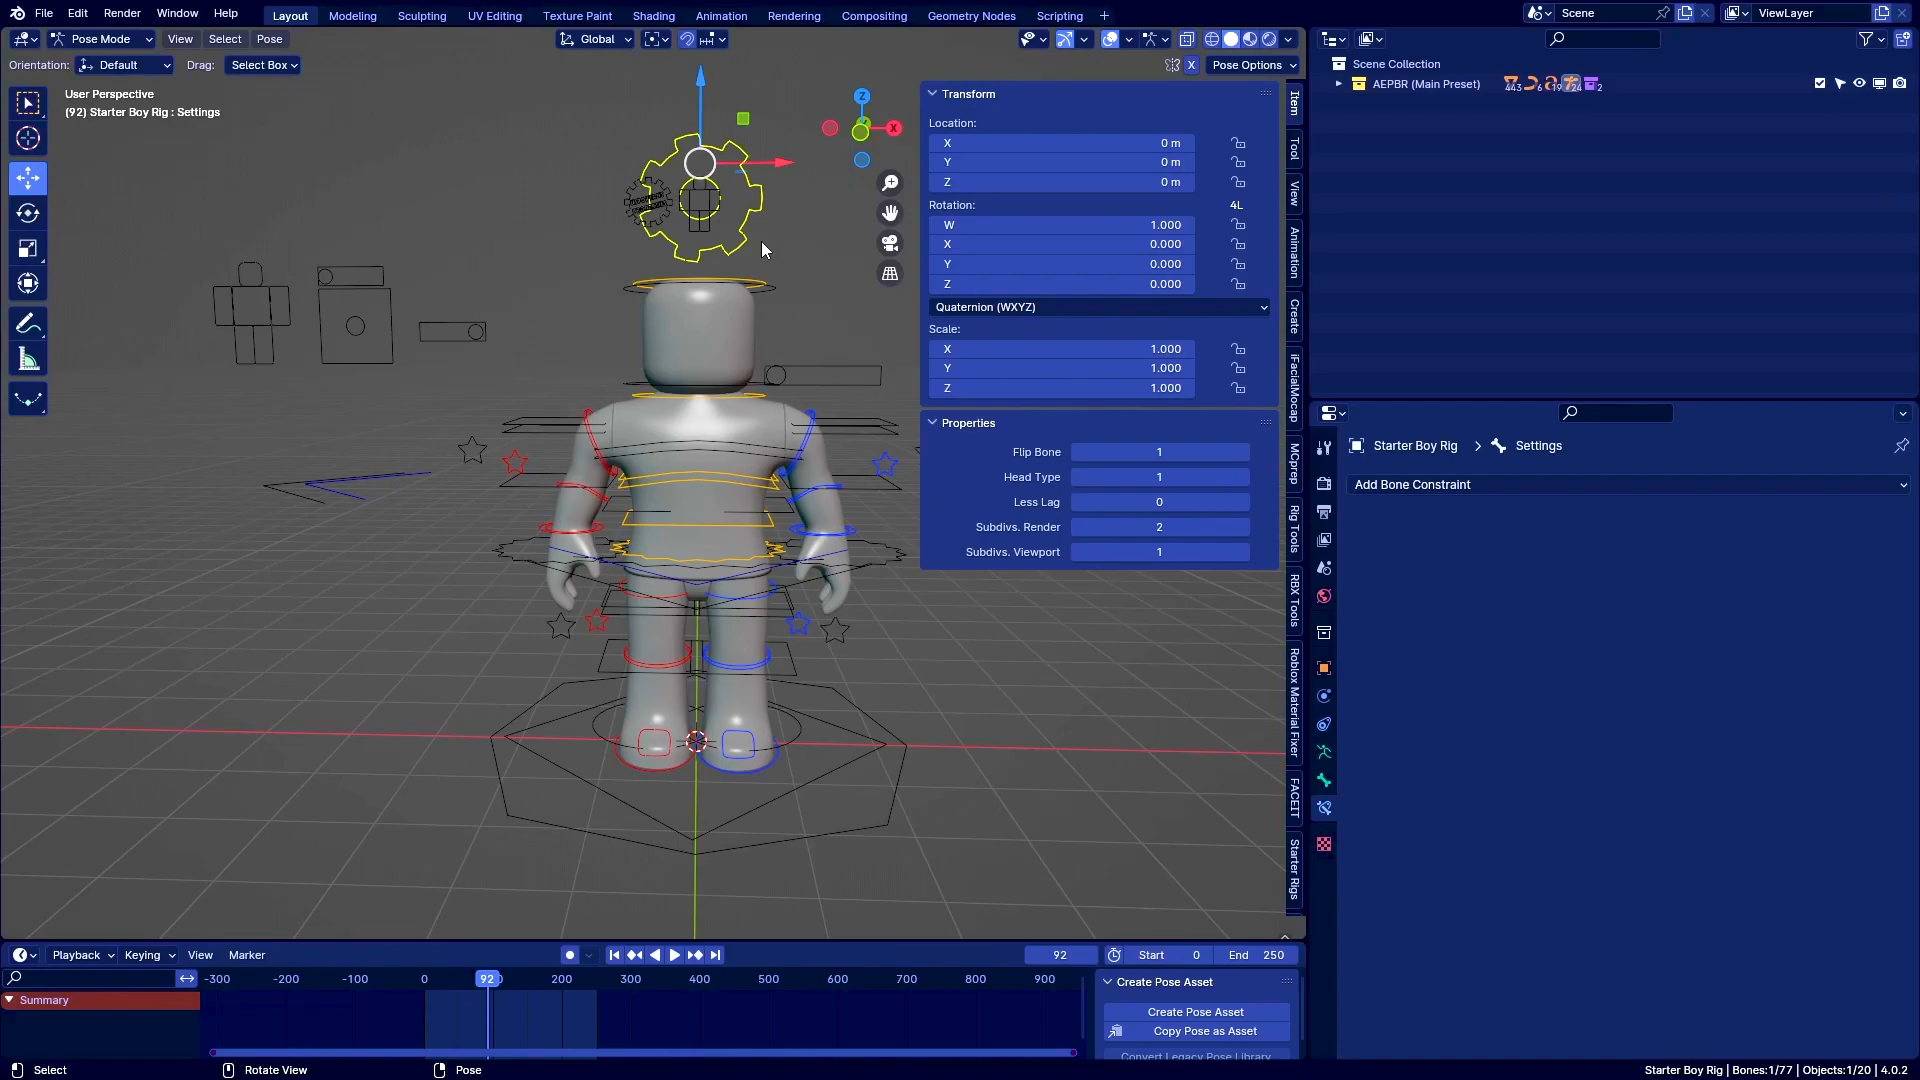 File Edit Render Window Help Layout Modeling Sculpting UV Editing Texture Paint Shading Animation Rendering Compositing Geometry Nodes Scripting + Scene ViewLayer
Pose Mode View Select Pose Global
Orientation: Default Drag: Select Box X Pose Options
User Perspective
(92) Starter Boy Rig : Settings
Z
X
Transform
Location:
X 0 m
Y 0 m
Z 0 m
Rotation: 4L
W 1.000
X 0.000
Y 0.000
Z 0.000
Quaternion (WXYZ)
Scale:
X 1.000
Y 1.000
Z 1.000
Properties
Flip Bone 1
Head Type 1
Less Lag 0
Subdivs. Render 2
Subdivs. Viewport 1
Item
Tool
View
Animation
Create
iFacialMocap
MCprep
Rig Tools
RBX Tools
Roblox Material Fixer
FACEIT
Starter Rigs
Scene Collection
AEPBR (Main Preset) 443 6 19 24 2
Starter Boy Rig > Settings
Add Bone Constraint
Playback Keying View Marker 92 Start 0 End 250
-300 -200 -100 0 92 200 300 400 500 600 700 800 900
Summary
Create Pose Asset
Create Pose Asset
Copy Pose as Asset
Convert Legacy Pose Library
Select Rotate View Pose Starter Boy Rig | Bones:1/77 | Objects:1/20 | 4.0.2